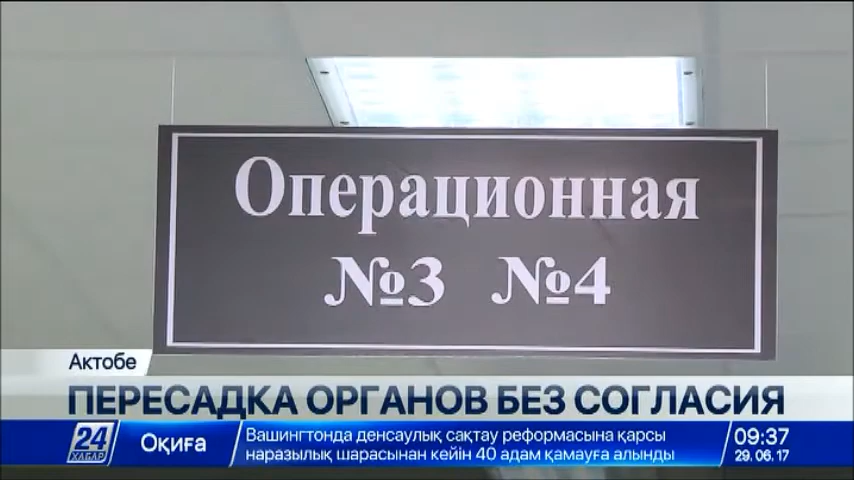 Операционная
№3 №4
Актобе
ПЕРЕСАДКА ОРГАНОВ БЕЗ СОГЛАСИЯ
24
ХАБАР
Оқиға
Вашингтонда денсаулық сақтау реформасына қарсы
наразылық шарасынан кейін 40 адам қамауға алынды
09:37
29.06.17